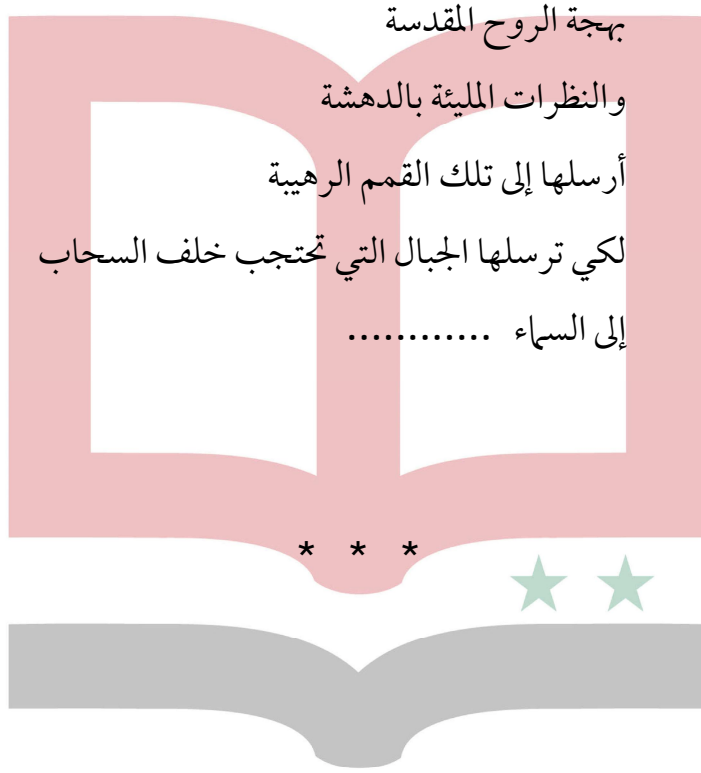 بهجة الروح المقدسة
والنظرات المليئة بالدهشة
أرسلها إلى تلك القمم الرهيبة
لكي ترسلها الجبال التي تحتجب خلف السحاب
إلى السماء ............
* * *